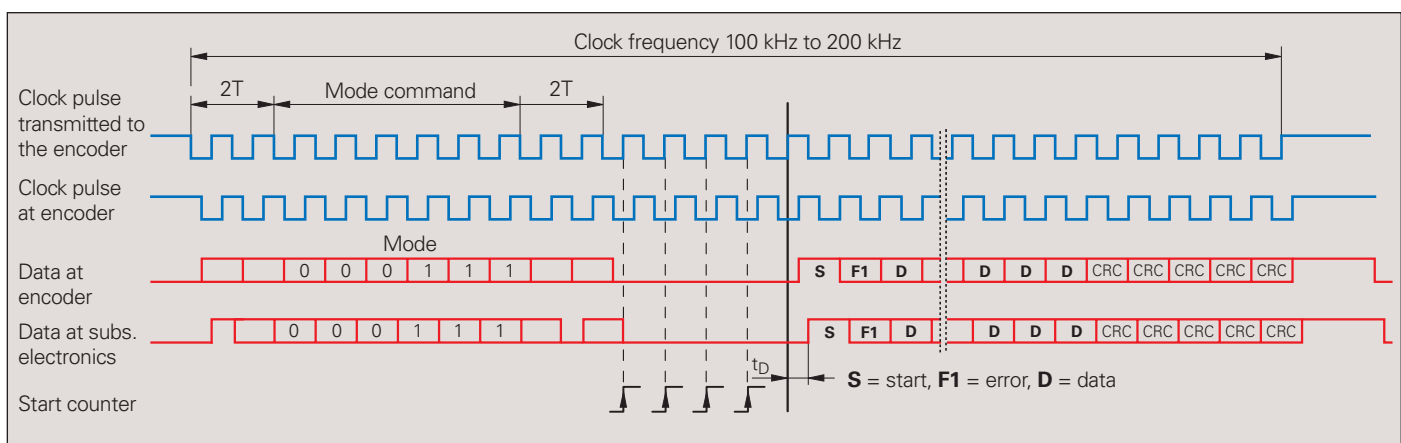 Clock frequency 100 kHz to 200 kHz
2T Mode command 2T
Clock pulse
transmitted to
the encoder
Clock pulse
at encoder
Mode
Data at
encoder
0 0 0 1 1 1 S F1 D D D D CRC CRC CRC CRC CRC
Data at subs.
electronics
0 0 0 1 1 1 S F1 D D D D CRC CRC CRC CRC CRC
tD
S = start, F1 = error, D = data
Start counter